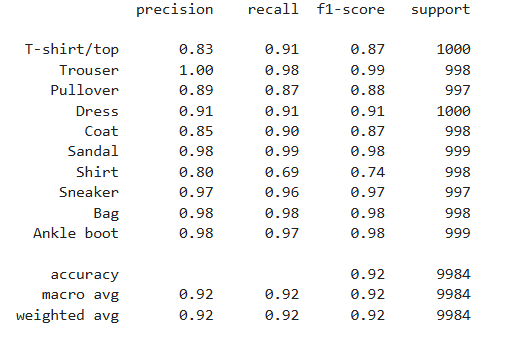 precision recall f1-score support
T-shirt/top 0.83 0.91 0.87 1000
Trouser 1.00 0.98 0.99 998
Pullover 0.89 0.87 0.88 997
Dress 0.91 0.91 0.91 1000
Coat 0.85 0.90 0.87 998
Sandal 0.98 0.99 0.98 999
Shirt 0.80 0.69 0.74 998
Sneaker 0.97 0.96 0.97 997
Bag 0.98 0.98 0.98 998
Ankle boot 0.98 0.97 0.98 999
accuracy 0.92 9984
macro avg 0.92 0.92 0.92 9984
weighted avg 0.92 0.92 0.92 9984